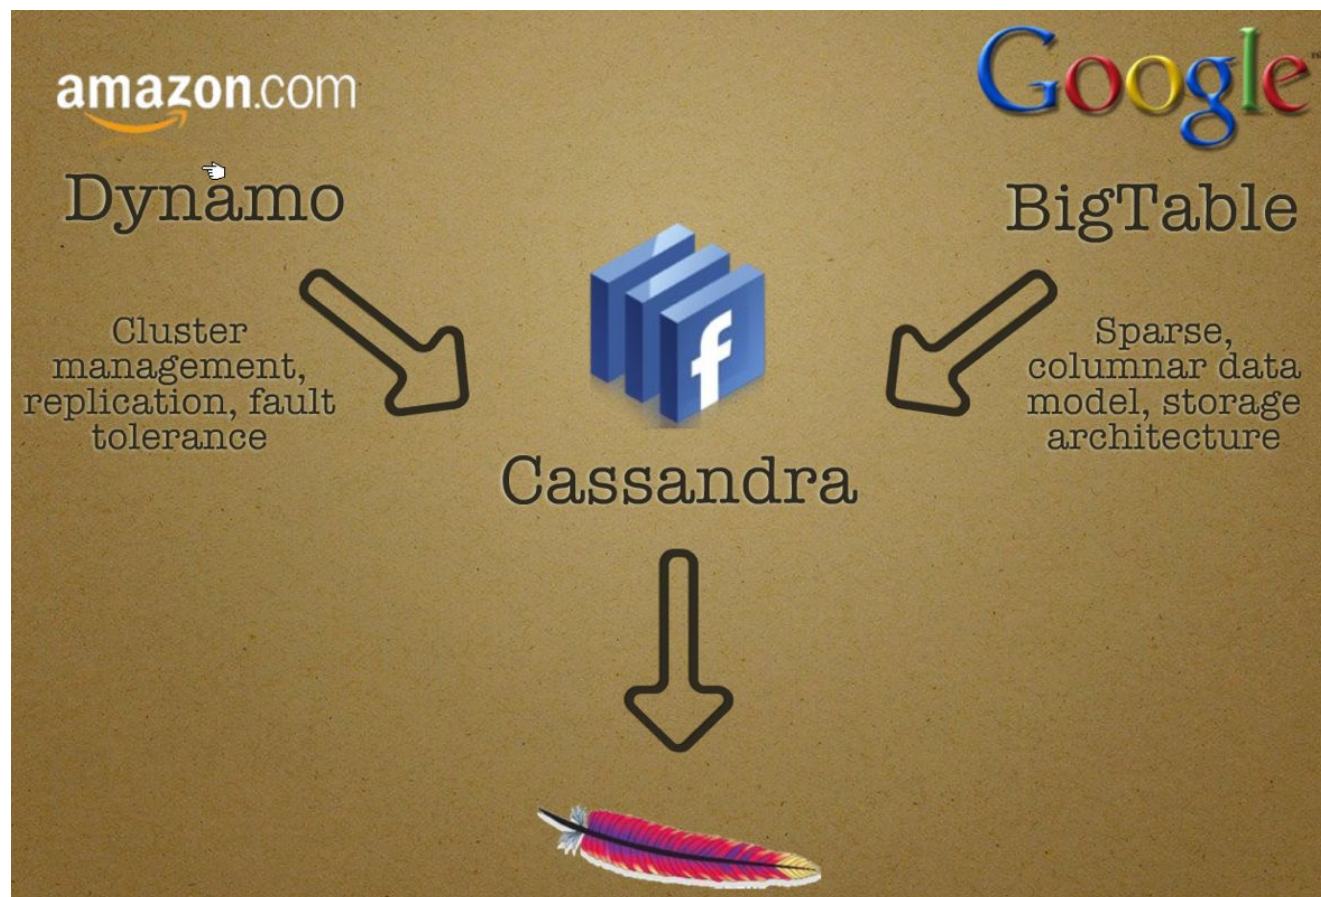 amazon.com
Google
Dynamo
BigTable
Cluster
management,
replication, fault
tolerance
f
Sparse,
columnar data
model, storage
architecture
Cassandra